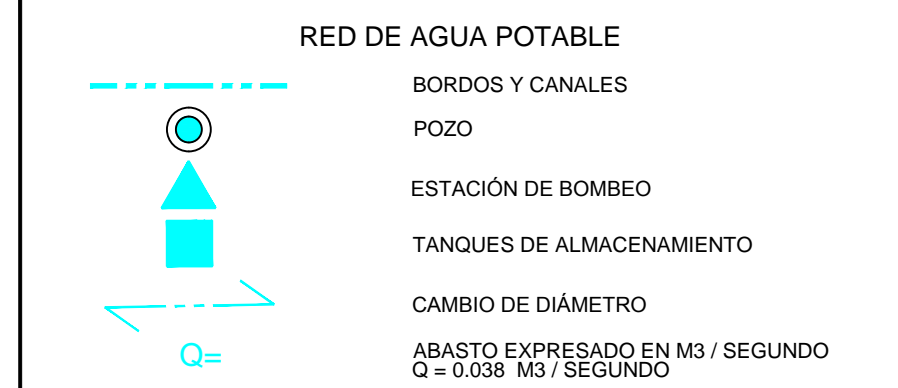 RED DE AGUA POTABLE
BORDOS Y CANALES
POZO
ESTACIÓN DE BOMBEO
TANQUES DE ALMACENAMIENTO
CAMBIO DE DIÁMETRO
Q= ABASTO EXPRESADO EN M3 / SEGUNDO
Q = 0.038 M3 / SEGUNDO